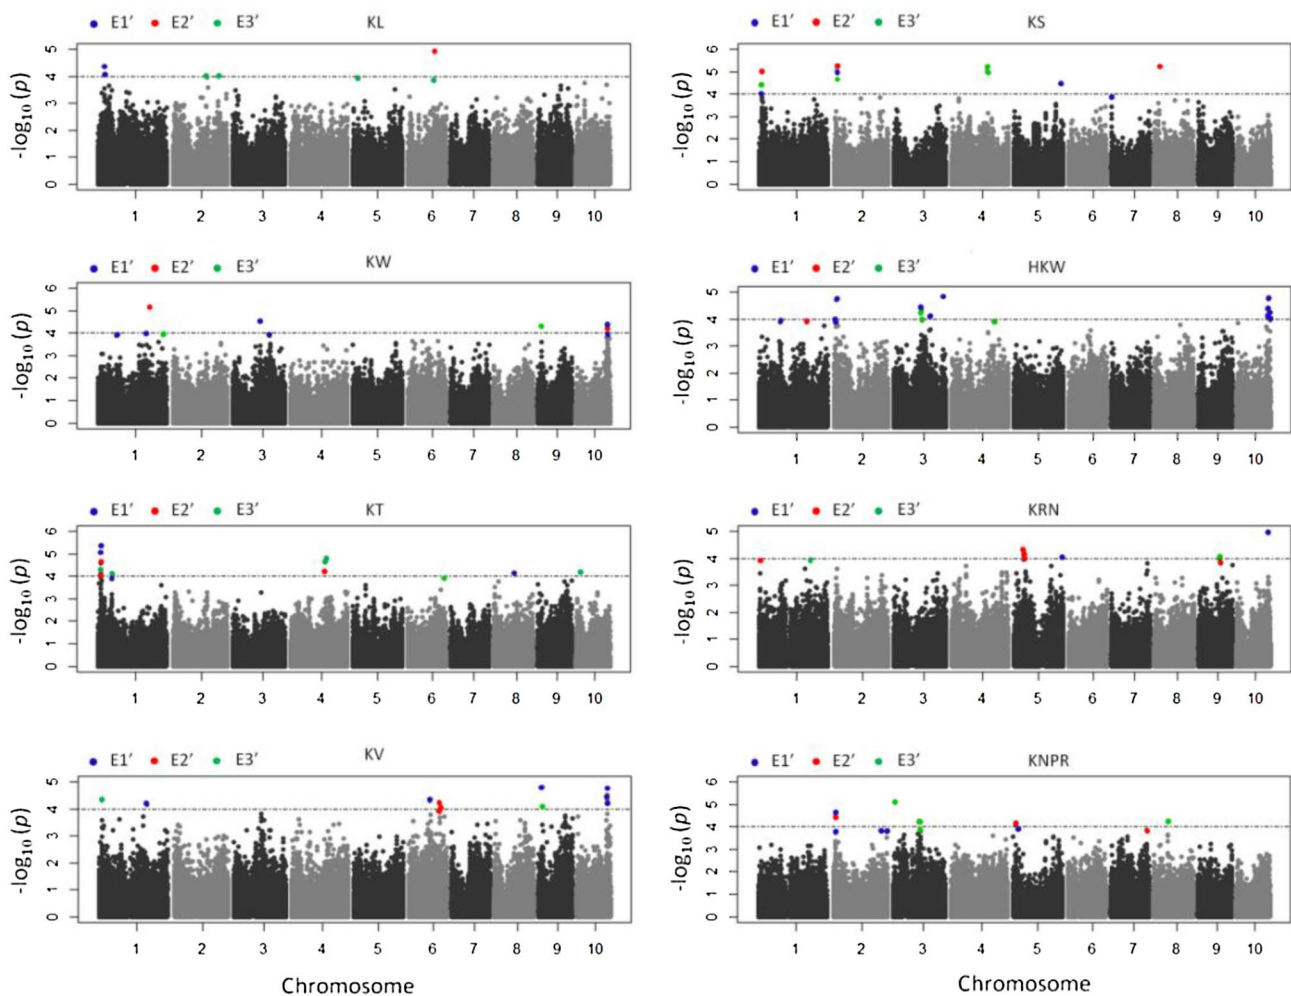 E1′ E2′ E3′ KL
-log10 (p)
5
4
3
2
1
0
1 2 3 4 5 6 7 8 9 10
E1′ E2′ E3′ KS
-log10 (p)
6
5
4
3
2
1
0
1 2 3 4 5 6 7 8 9 10
E1′ E2′ E3′ KW
-log10 (p)
6
5
4
3
2
1
0
1 2 3 4 5 6 7 8 9 10
E1′ E2′ E3′ HKW
-log10 (p)
5
4
3
2
1
0
1 2 3 4 5 6 7 8 9 10
E1′ E2′ E3′ KT
-log10 (p)
6
5
4
3
2
1
0
1 2 3 4 5 6 7 8 9 10
E1′ E2′ E3′ KRN
-log10 (p)
5
4
3
2
1
0
1 2 3 4 5 6 7 8 9 10
E1′ E2′ E3′ KV
-log10 (p)
5
4
3
2
1
0
1 2 3 4 5 6 7 8 9 10
Chromosome
E1′ E2′ E3′ KNPR
-log10 (p)
6
5
4
3
2
1
0
1 2 3 4 5 6 7 8 9 10
Chromosome